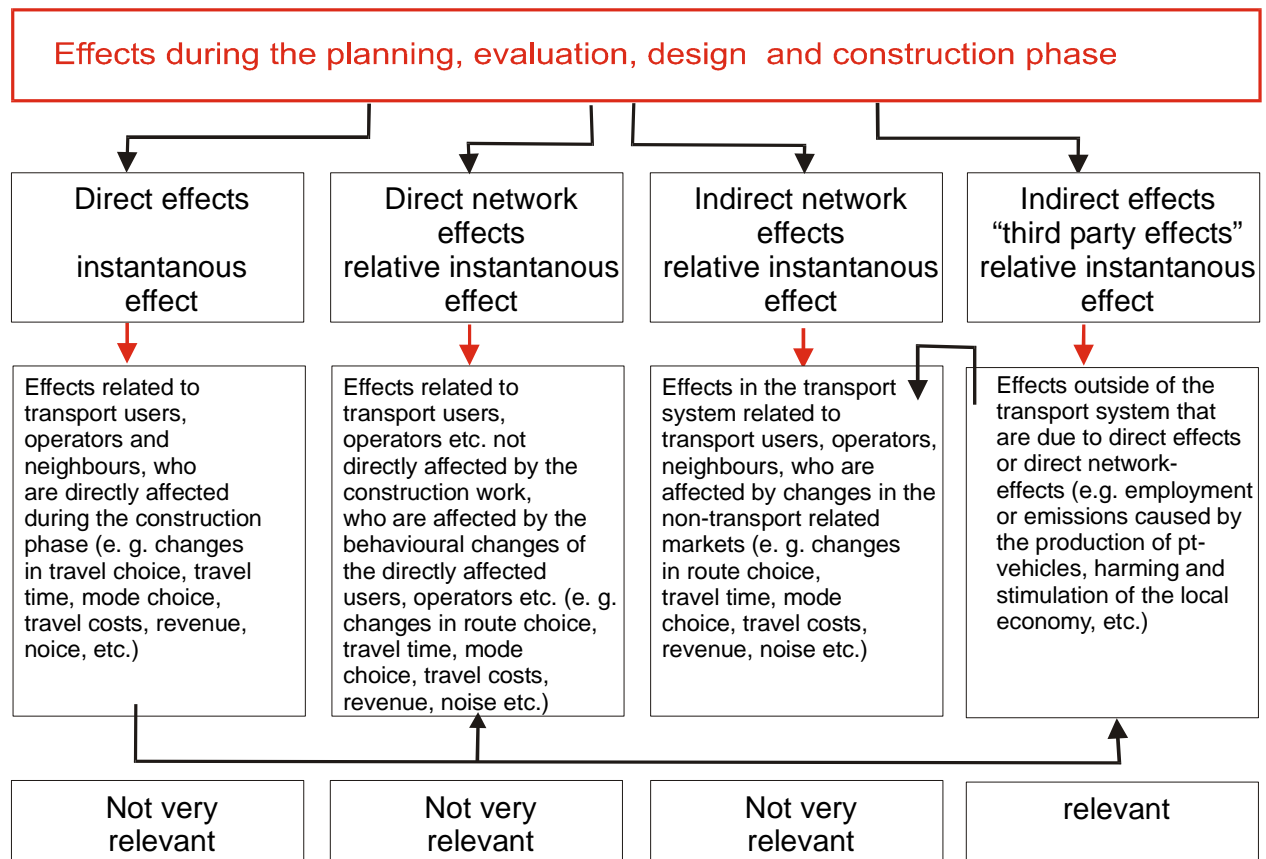 Effects during the planning, evaluation, design and construction phase
Direct effects
instantanous
effect
Direct network
effects
relative instantanous
effect
Indirect network
effects
relative instantanous
effect
Indirect effects
“third party effects”
relative instantanous
effect
Effects related to
transport users,
operators and
neighbours, who
are directly affected
during the construction
phase (e. g. changes
in travel choice, travel
time, mode choice,
travel costs, revenue,
noice, etc.)
Effects related to
transport users,
operators etc. not
directly affected by the
construction work,
who are affected by the
behavioural changes of
the directly affected
users, operators etc. (e. g.
changes in route choice,
travel time, mode
choice, travel costs,
revenue, noise etc.)
Effects in the transport
system related to
transport users, operators,
neighbours, who are
affected by changes in the
non-transport related
markets (e. g. changes
in route choice,
travel time, mode
choice, travel costs,
revenue, noise etc.)
Effects outside of the
transport system that
are due to direct effects
or direct network-
effects (e.g. employment
or emissions caused by
the production of pt-
vehicles, harming and
stimulation of the local
economy, etc.)
Not very
relevant
Not very
relevant
Not very
relevant
relevant